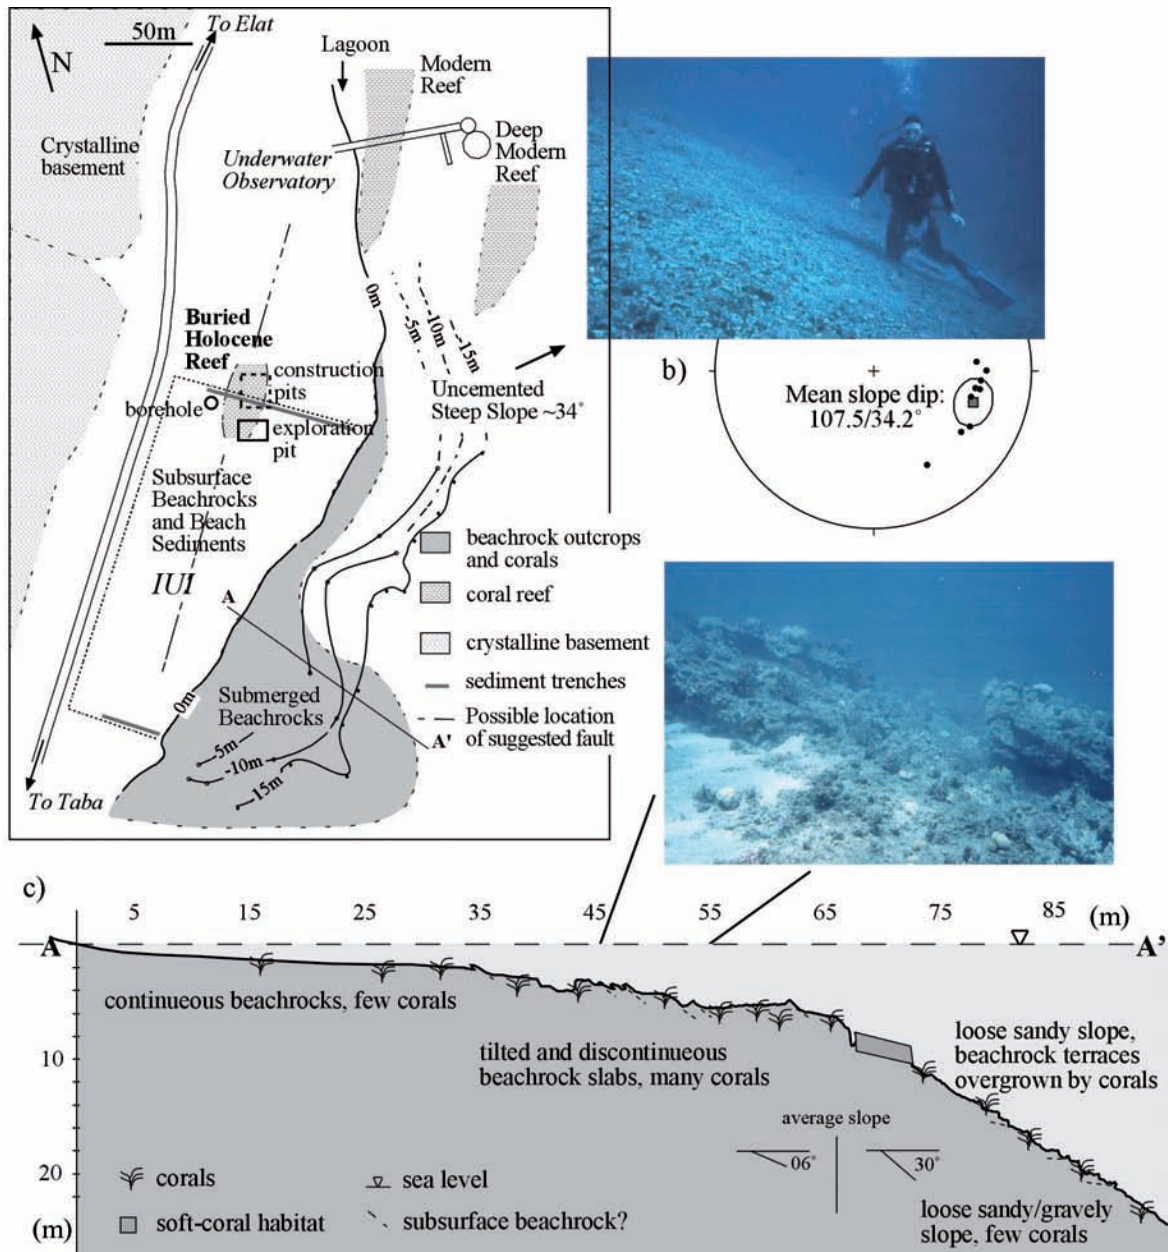 50m
To Elat
N
Lagoon
Modern
Reef
Crystalline
basement
Underwater
Observatory
Deep
Modern
Reef
0m
-5m
-10m
-15m
Buried
Holocene
Reef
construction
pits
borehole
exploration
pit
Uncemented
Steep Slope ~34°
b)
Mean slope dip:
107.5/34.2°
Subsurface
Beachrocks
and Beach
Sediments
IUI
beachrock outcrops
and corals
coral reef
crystalline basement
sediment trenches
Possible location
of suggested fault
A
A'
0m
Submerged
Beachrocks
-5m
-10m
-15m
To Taba
c)
5 15 25 35 45 55 65 75 85 (m)
A A'
continueous beachrocks, few corals
tilted and discontinueous
beachrock slabs, many corals
loose sandy slope,
beachrock terraces
overgrown by corals
10
average slope
06°
30°
20
corals
sea level
soft-coral habitat
subsurface beachrock?
loose sandy/gravely
slope, few corals
(m)